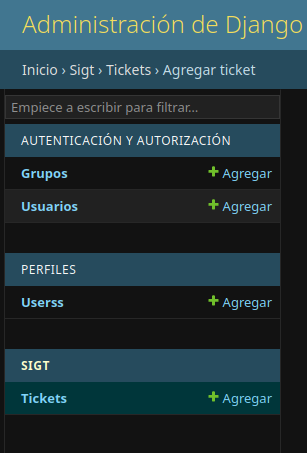 Administración de Django
Inicio › Sigt › Tickets › Agregar ticket
Empiece a escribir para filtrar...
AUTENTICACIÓN Y AUTORIZACIÓN
Grupos + Agregar
Usuarios + Agregar
PERFILES
Userss + Agregar
SIGT
Tickets + Agregar